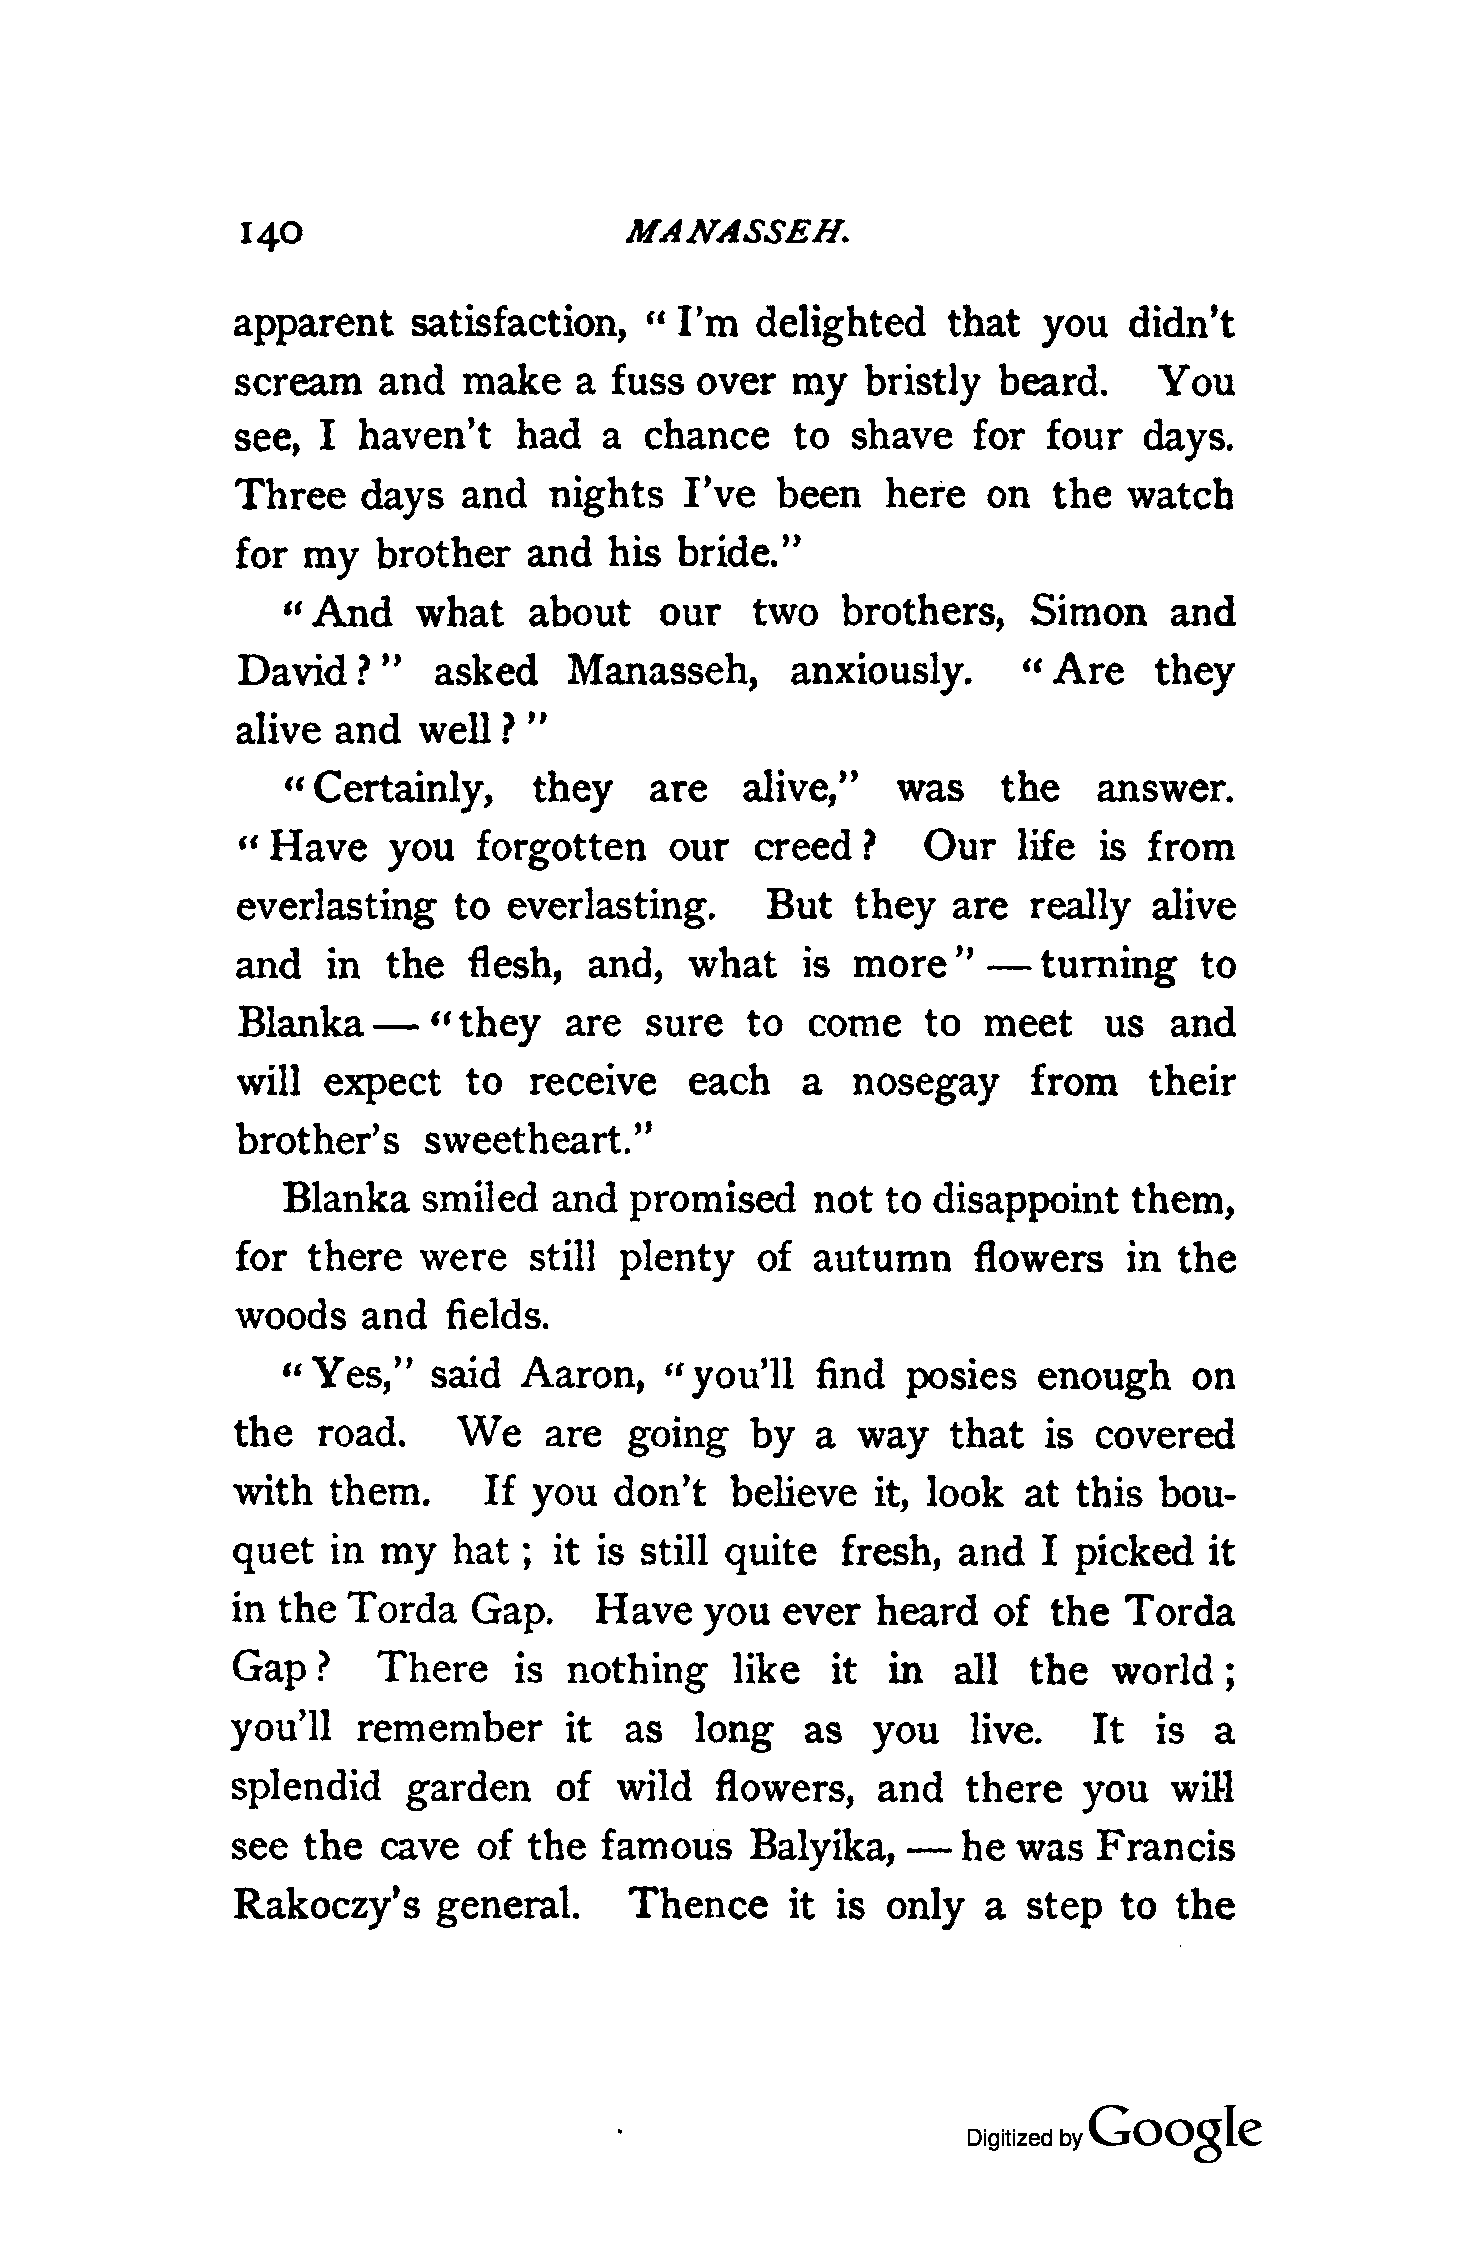 140 MANASSEH.
apparent satisfaction, “ I’m delighted that you didn’t
scream and make a fuss over my bristly beard. You
see, I haven’t had a chance to shave for four days.
Three days and nights I’ve been here on the watch
for my brother and his bride.”
“ And what about our two brothers, Simon and
David ? ” asked Manasseh, anxiously. “ Are they
alive and well ? ”
“ Certainly, they are alive,” was the answer.
“ Have you forgotten our creed ? Our life is from
everlasting to everlasting. But they are really alive
and in the flesh, and, what is more ” — turning to
Blanka — “ they are sure to come to meet us and
will expect to receive each a nosegay from their
brother’s sweetheart.”
Blanka smiled and promised not to disappoint them,
for there were still plenty of autumn flowers in the
woods and fields.
“ Yes,” said Aaron, “ you’ll find posies enough on
the road. We are going by a way that is covered
with them. If you don’t believe it, look at this bou-
quet in my hat ; it is still quite fresh, and I picked it
in the Torda Gap. Have you ever heard of the Torda
Gap ? There is nothing like it in all the world ;
you’ll remember it as long as you live. It is a
splendid garden of wild flowers, and there you will
see the cave of the famous Balyika, — he was Francis
Rakoczy’s general. Thence it is only a step to the
Digitized by Google